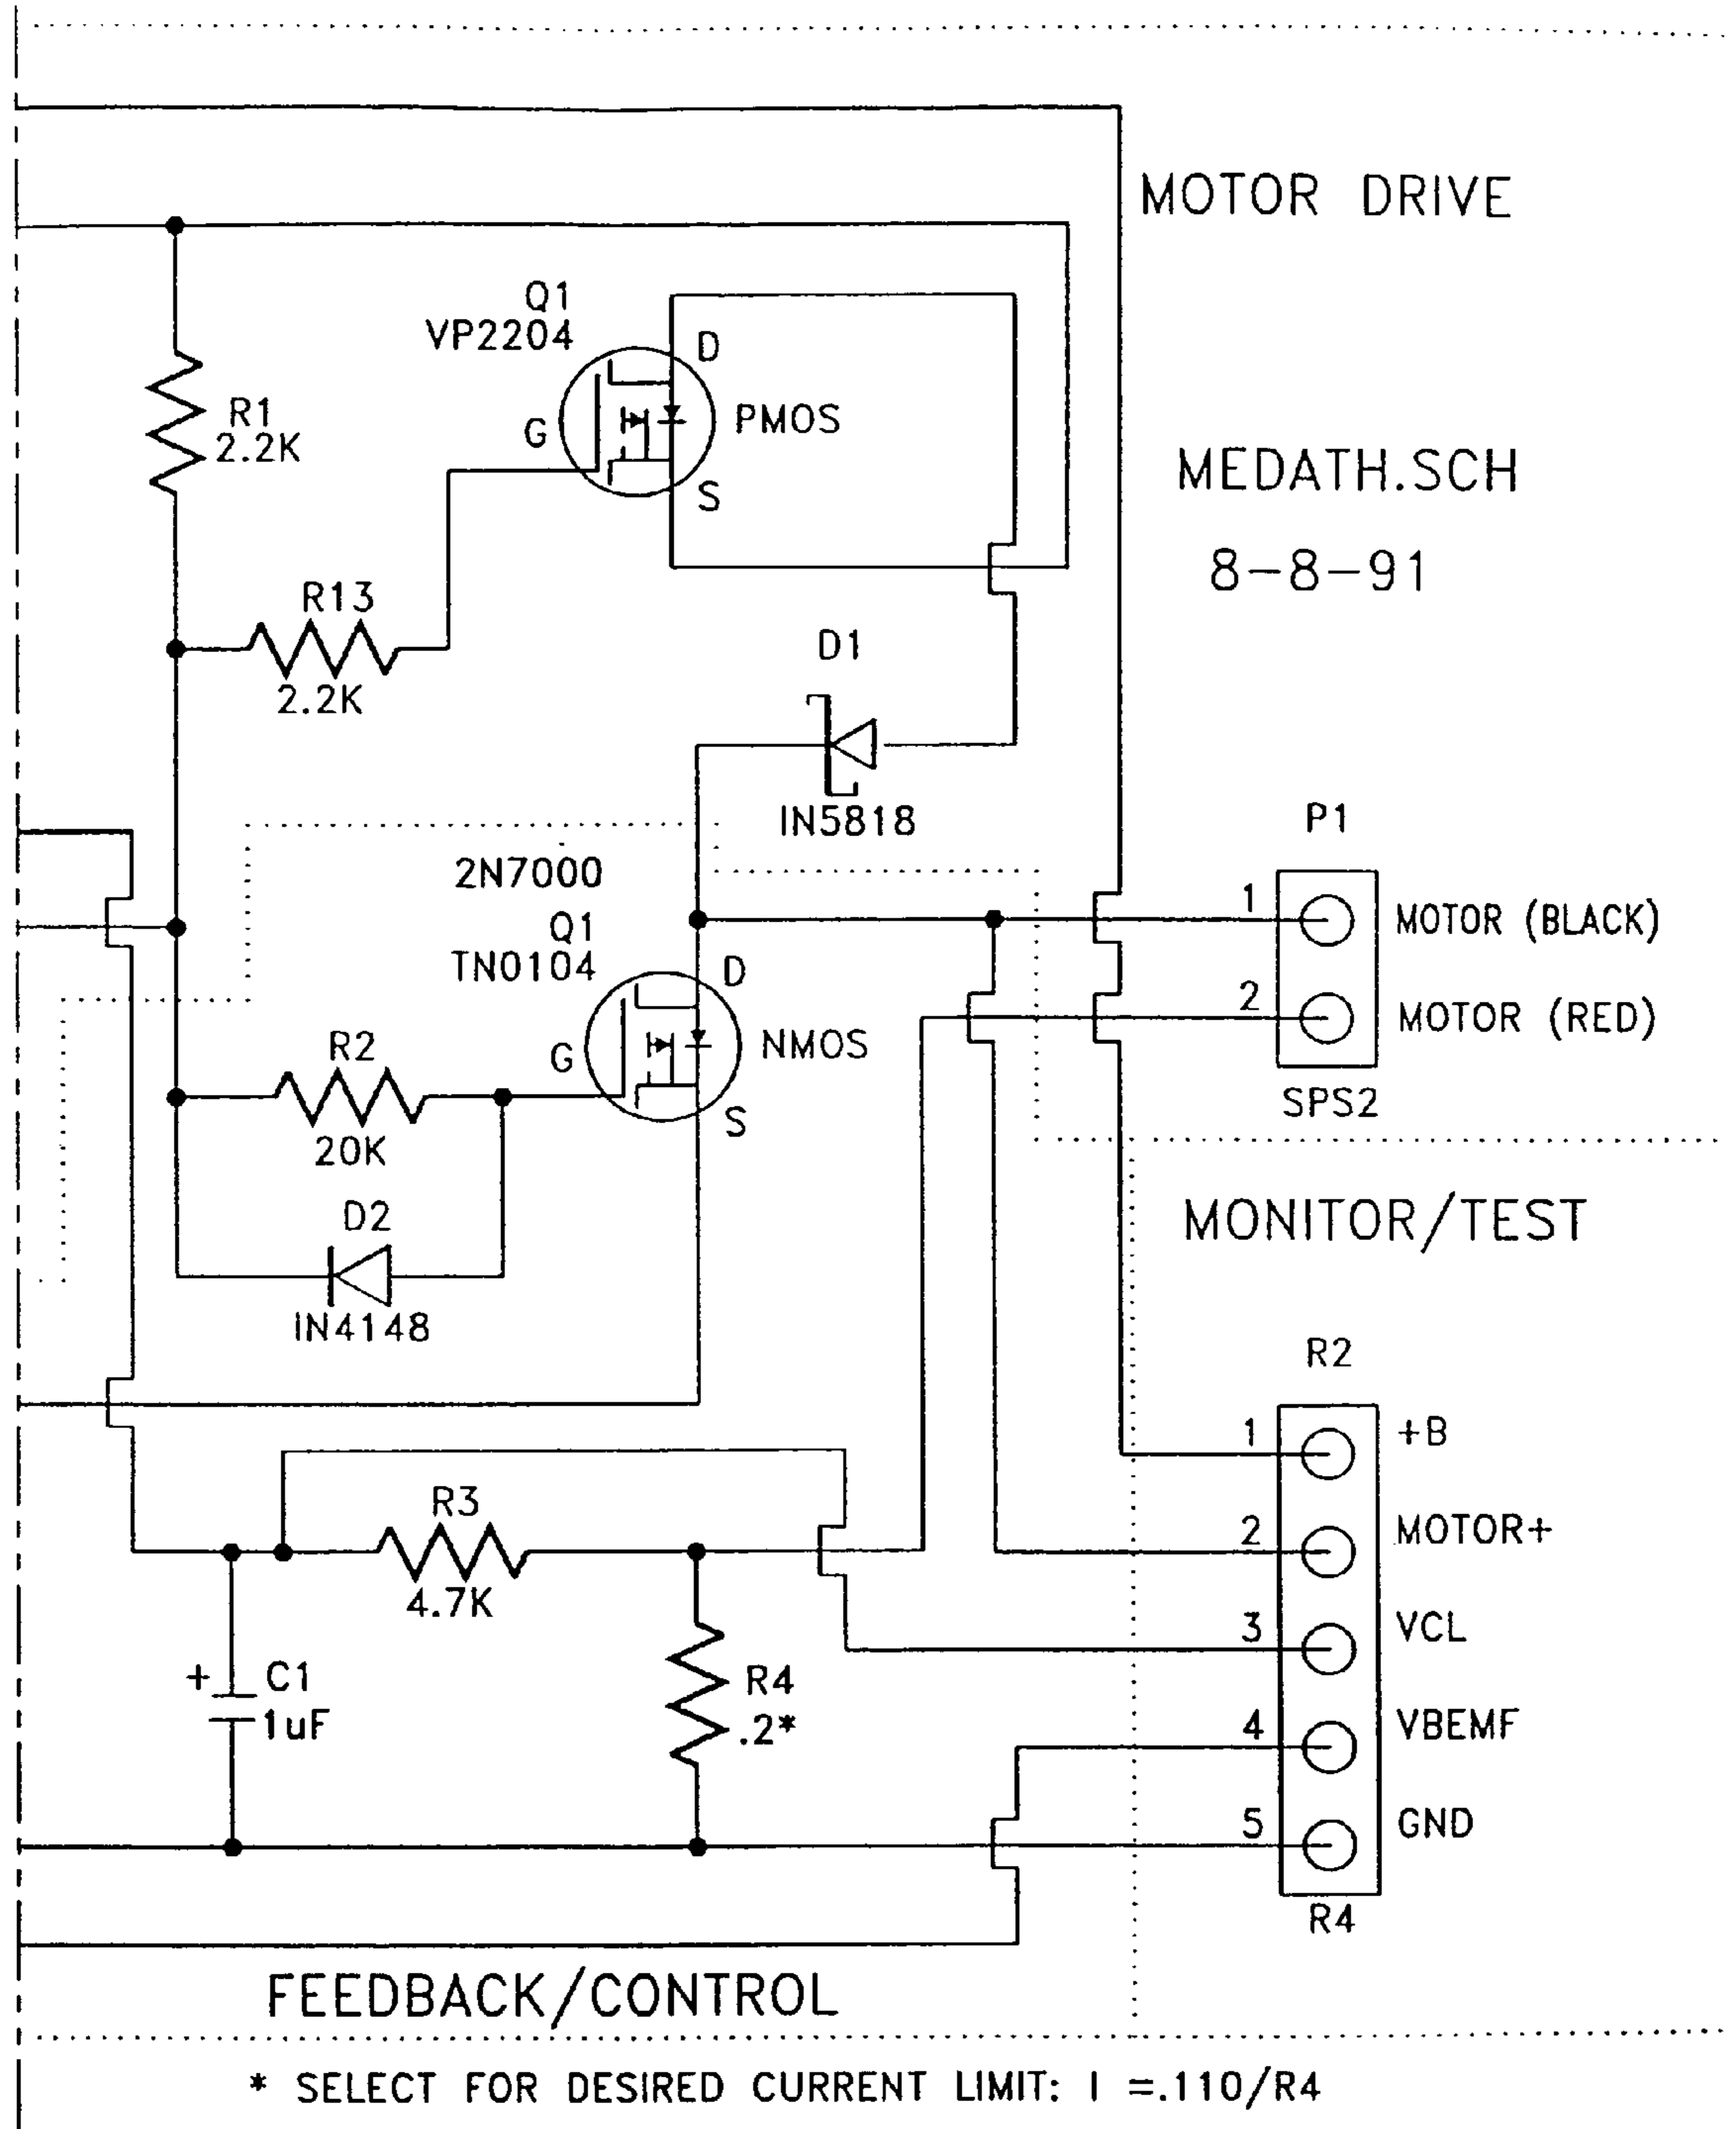 MOTOR DRIVE
Q1
VP2204
D
PMOS
G
S
R1
2.2K
MEDATH.SCH
8-8-91
R13
2.2K
D1
IN5818
P1
1
MOTOR (BLACK)
2
MOTOR (RED)
SPS2
2N7000
Q1
TN0104
D
NMOS
G
S
R2
20K
D2
IN4148
MONITOR/TEST
R2
1
+B
2
MOTOR+
3
VCL
4
VBEMF
5
GND
R4
R3
4.7K
+
C1
1uF
R4
.2*
FEEDBACK/CONTROL
* SELECT FOR DESIRED CURRENT LIMIT: I =.110/R4